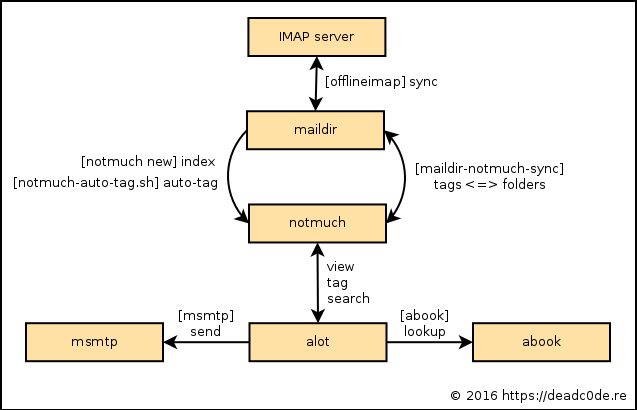 IMAP server
[offlineimap] sync
maildir
[notmuch new] index
[notmuch-auto-tag.sh] auto-tag
[maildir-notmuch-sync]
tags <=> folders
notmuch
view
tag
search
[msmtp]
send
[abook]
lookup
msmtp
alot
abook
© 2016 https://deadc0de.re